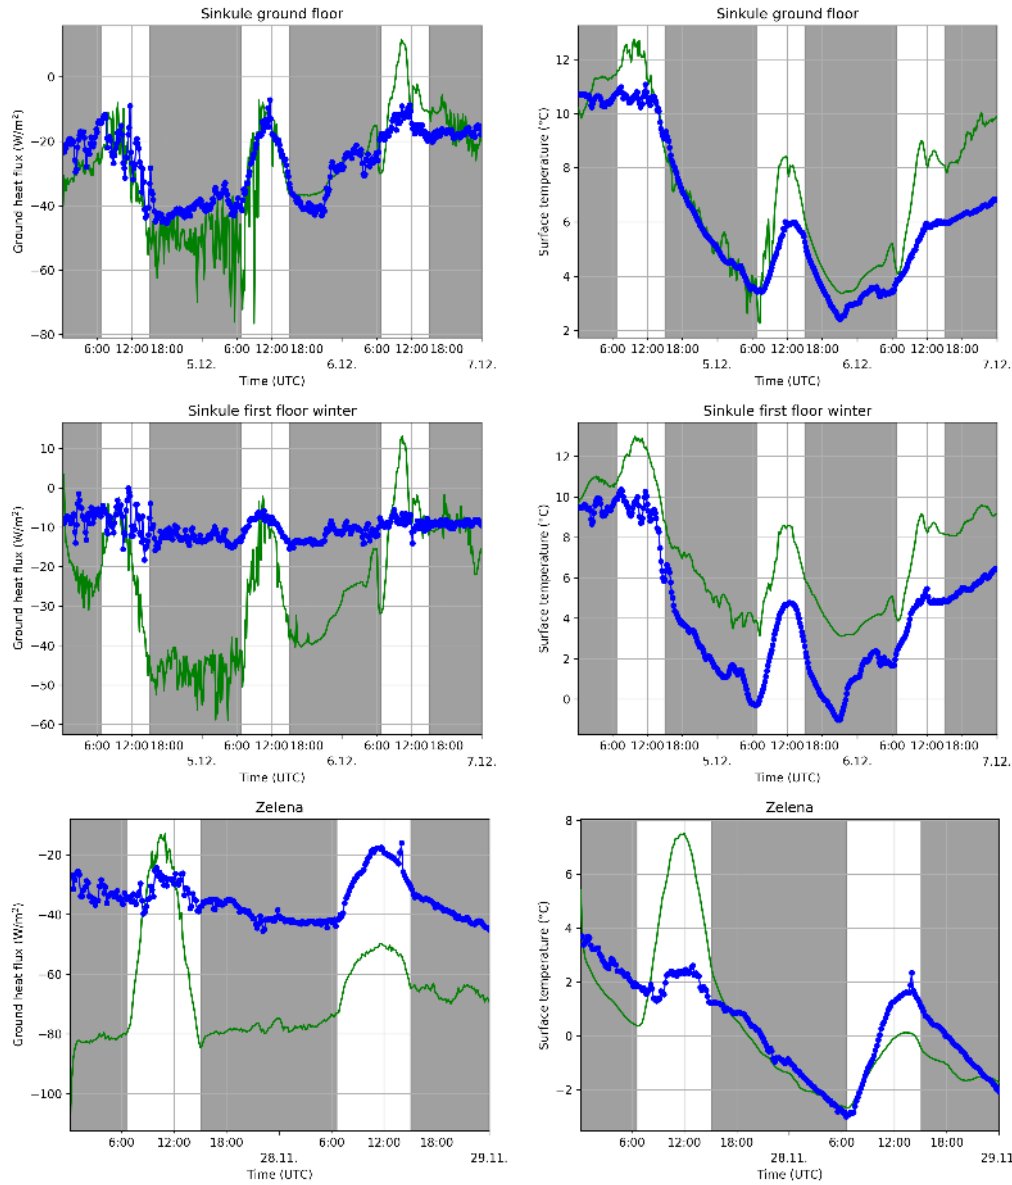 Sinkule ground floor
Ground heat flux (W/m²)
0
−20
−40
−60
−80
6:00 12:00 18:00 6:00 12:00 18:00 6:00 12:00 18:00
5.12. 6.12. 7.12.
Time (UTC)
Sinkule ground floor
Surface temperature (°C)
12
10
8
6
4
2
6:00 12:00 18:00 6:00 12:00 18:00 6:00 12:00 18:00
5.12. 6.12. 7.12.
Time (UTC)
Sinkule first floor winter
Ground heat flux (W/m²)
10
0
−10
−20
−30
−40
−50
−60
6:00 12:00 18:00 6:00 12:00 18:00 6:00 12:00 18:00
5.12. 6.12. 7.12.
Time (UTC)
Sinkule first floor winter
Surface temperature (°C)
12
10
8
6
4
2
0
6:00 12:00 18:00 6:00 12:00 18:00 6:00 12:00 18:00
5.12. 6.12. 7.12.
Time (UTC)
Zelena
Ground heat flux (W/m²)
−20
−40
−60
−80
−100
6:00 12:00 18:00 6:00 12:00 18:00
28.11. 29.11.
Time (UTC)
Zelena
Surface temperature (°C)
8
6
4
2
0
−2
6:00 12:00 18:00 6:00 12:00 18:00
28.11. 29.11.
Time (UTC)